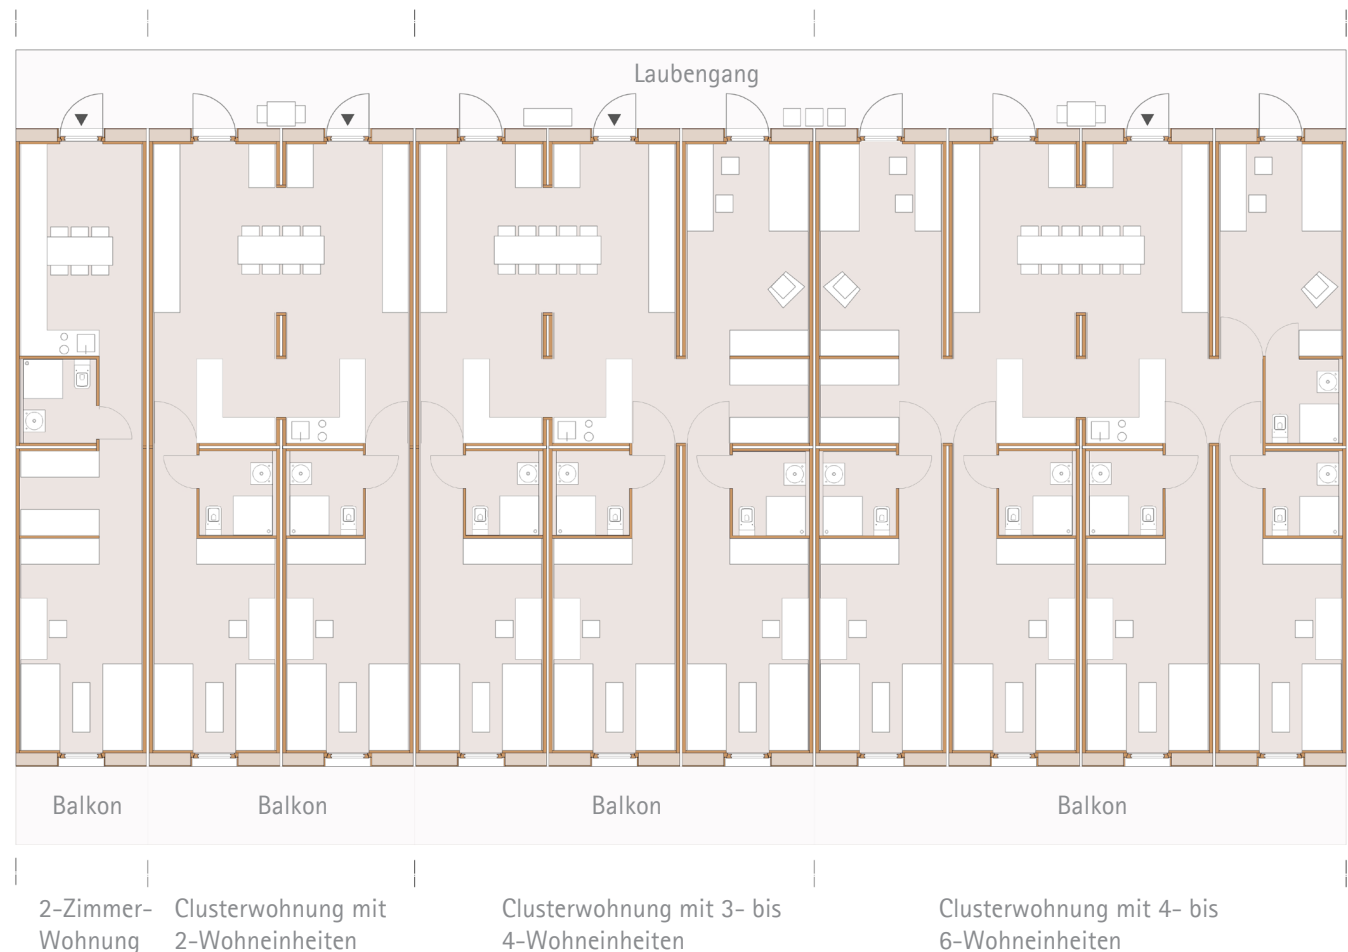 Laubengang
Balkon
Balkon
Balkon
Balkon
2-Zimmer-
Wohnung
Clusterwohnung mit
2-Wohneinheiten
Clusterwohnung mit 3- bis
4-Wohneinheiten
Clusterwohnung mit 4- bis
6-Wohneinheiten